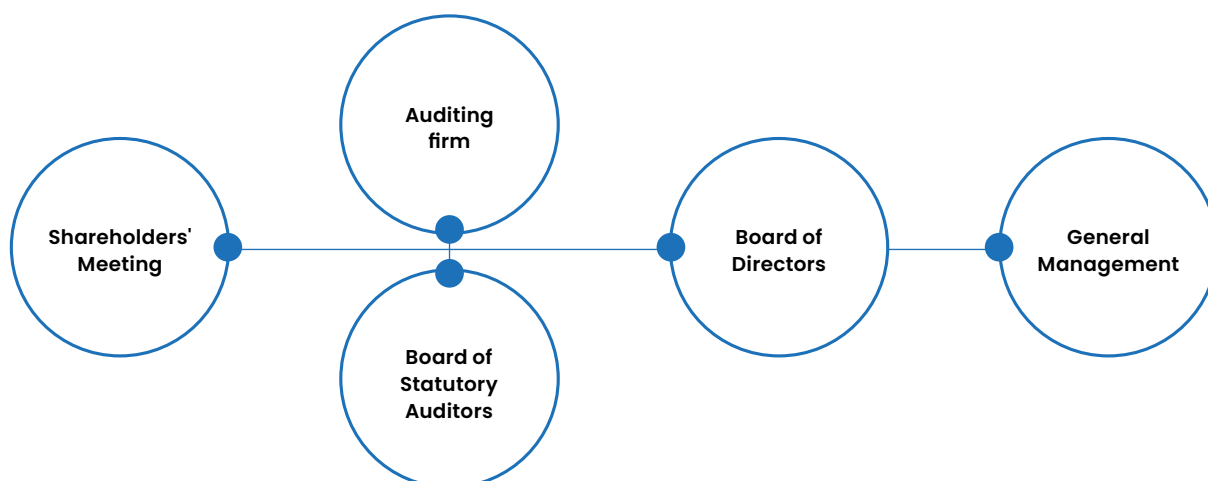 Shareholders'
Meeting
Auditing
firm
Board of
Statutory
Auditors
Board of
Directors
General
Management